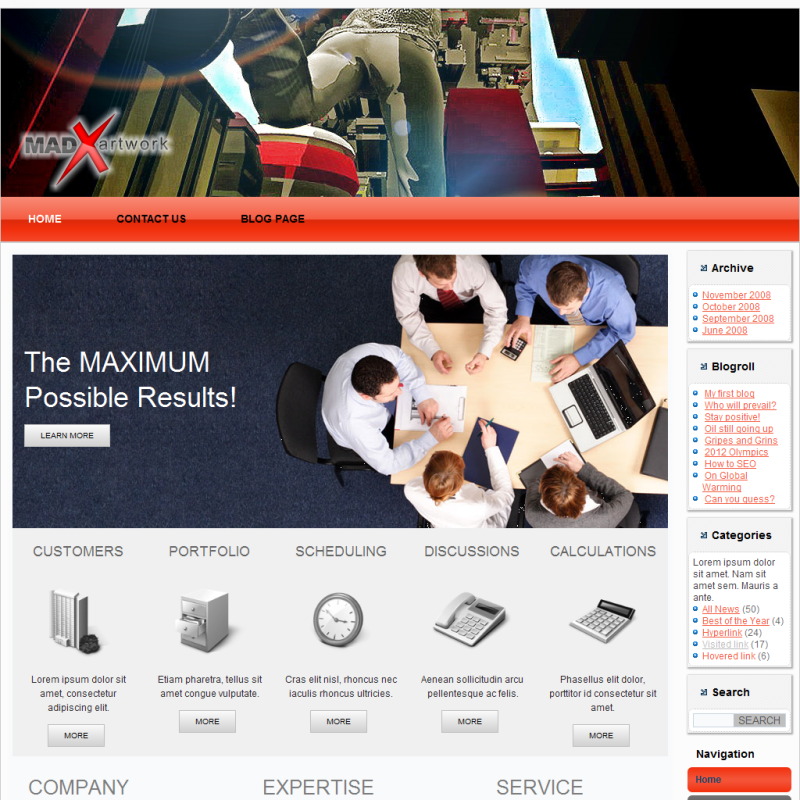 MADXartwork
HOME
CONTACT US
BLOG PAGE
The MAXIMUM
Possible Results!
LEARN MORE
CUSTOMERS
PORTFOLIO
SCHEDULING
DISCUSSIONS
CALCULATIONS
Lorem ipsum dolor sit
amet, consectetur
adipiscing elit.
MORE
Etiam pharetra, tellus sit
amet congue vulputate.
MORE
Cras elit nisl, rhoncus nec
iaculis rhoncus ultricies.
MORE
Aenean sollicitudin arcu
pellentesque ac felis.
MORE
Phasellus elit dolor,
porttitor id consectetur sit
amet.
MORE
COMPANY
EXPERTISE
SERVICE
Archive
November 2008
October 2008
September 2008
June 2008
Blogroll
My first blog
Who will prevail?
Stay positive!
Oil still going up
Gripes and Grins
2012 Olympics
How to SEO
On Global
Warming
Can you guess?
Categories
Lorem ipsum dolor
sit amet. Nam sit
amet sem. Mauris a
ante.
All News (50)
Best of the Year (4)
Hyperlink (24)
Visited link (17)
Hovered link (6)
Search
SEARCH
Navigation
Home